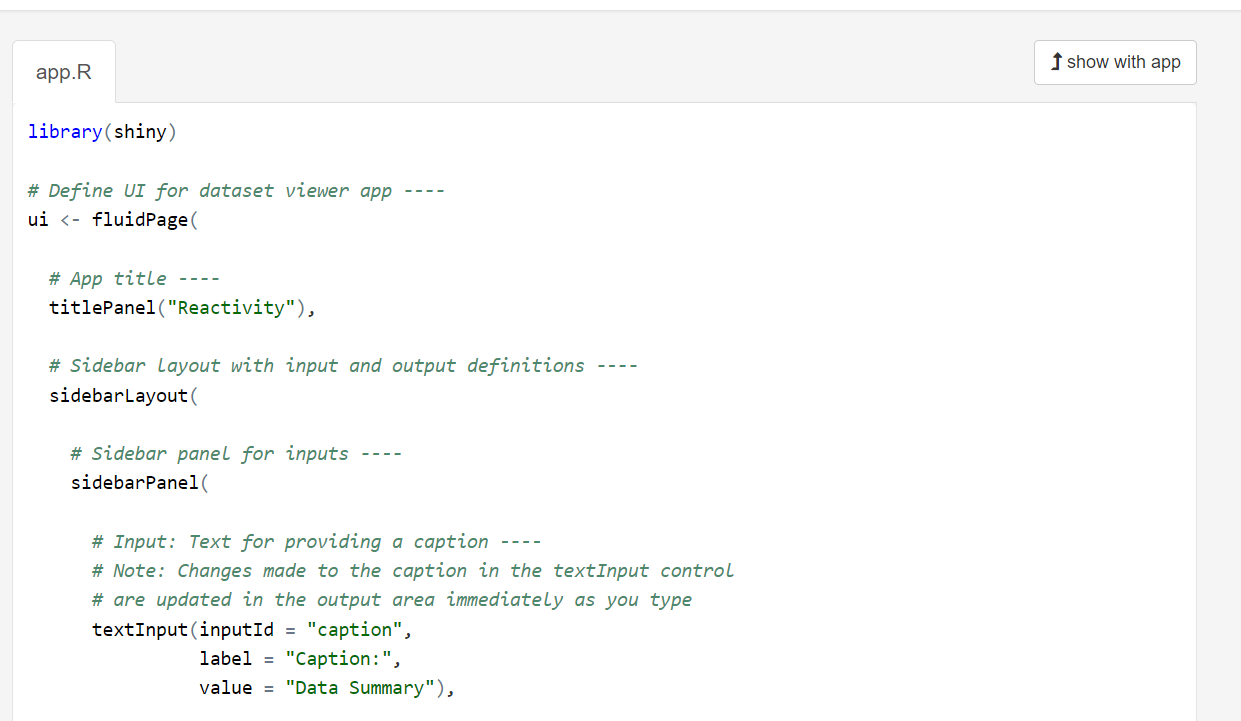 app.R
show with app
library(shiny)
# Define UI for dataset viewer app ----
ui <- fluidPage(
  # App title ----
  titlePanel("Reactivity"),
  # Sidebar layout with input and output definitions ----
  sidebarLayout(
    # Sidebar panel for inputs ----
    sidebarPanel(
      # Input: Text for providing a caption ----
      # Note: Changes made to the caption in the textInput control
      # are updated in the output area immediately as you type
      textInput(inputId = "caption",
                label = "Caption:",
                value = "Data Summary"),